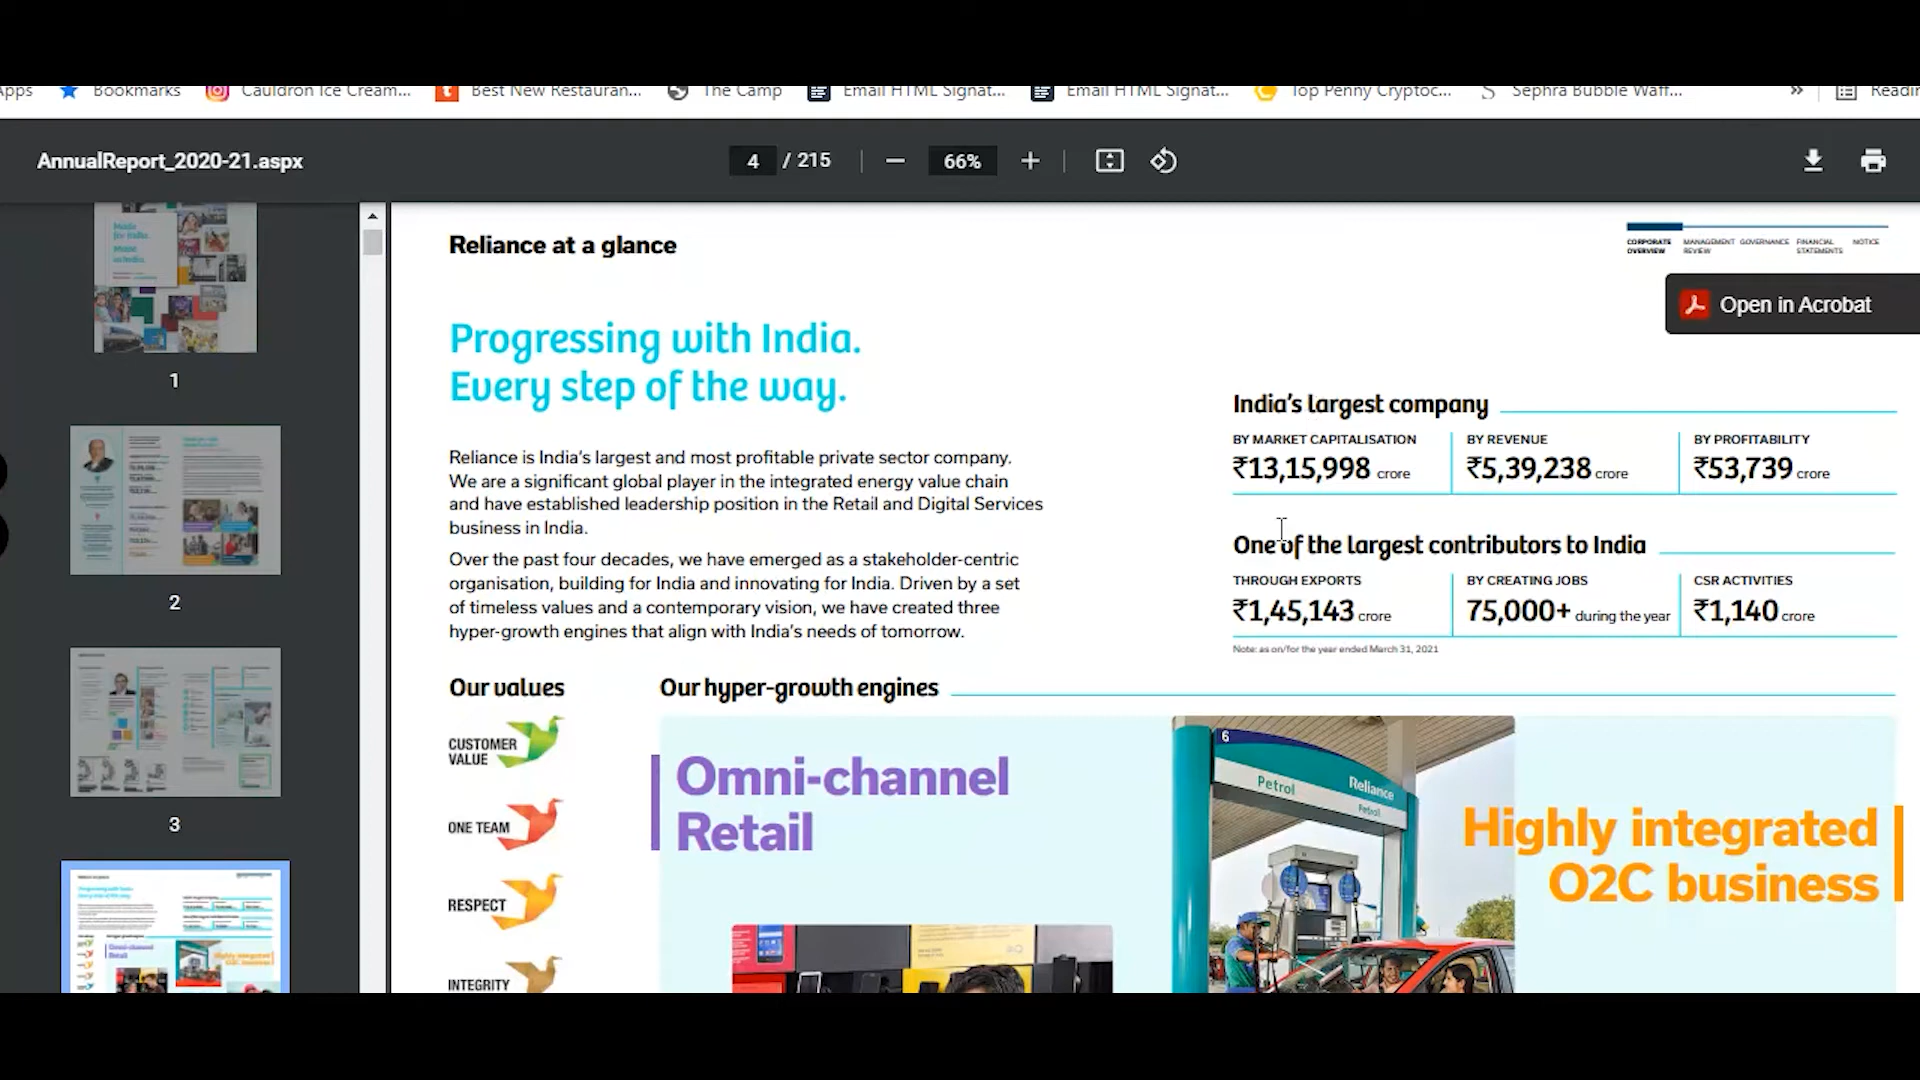 Apps Bookmarks Cauldron Ice Cream... Best New Restauran... The Camp Email HTML Signat... Email HTML Signat... Top Penny Cryptoc... Sephra Bubble Waff... »
AnnualReport_2020-21.aspx 4 / 215 66%
1
2
3
Reliance at a glance
CORPORATE OVERVIEW
MANAGEMENT REVIEW
GOVERNANCE
FINANCIAL STATEMENTS
NOTICE
Open in Acrobat
Progressing with India.
Every step of the way.
Reliance is India's largest and most profitable private sector company.
We are a significant global player in the integrated energy value chain
and have established leadership position in the Retail and Digital Services
business in India.
Over the past four decades, we have emerged as a stakeholder-centric
organisation, building for India and innovating for India. Driven by a set
of timeless values and a contemporary vision, we have created three
hyper-growth engines that align with India's needs of tomorrow.
India's largest company
BY MARKET CAPITALISATION
₹13,15,998 crore
BY REVENUE
₹5,39,238 crore
BY PROFITABILITY
₹53,739 crore
One of the largest contributors to India
THROUGH EXPORTS
₹1,45,143 crore
BY CREATING JOBS
75,000+ during the year
CSR ACTIVITIES
₹1,140 crore
Note: as on/for the year ended March 31, 2021
Our values
CUSTOMER
VALUE
ONE TEAM
RESPECT
INTEGRITY
Our hyper-growth engines
Omni-channel
Retail
6
Petrol Reliance
Petrol
Highly integrated
O2C business